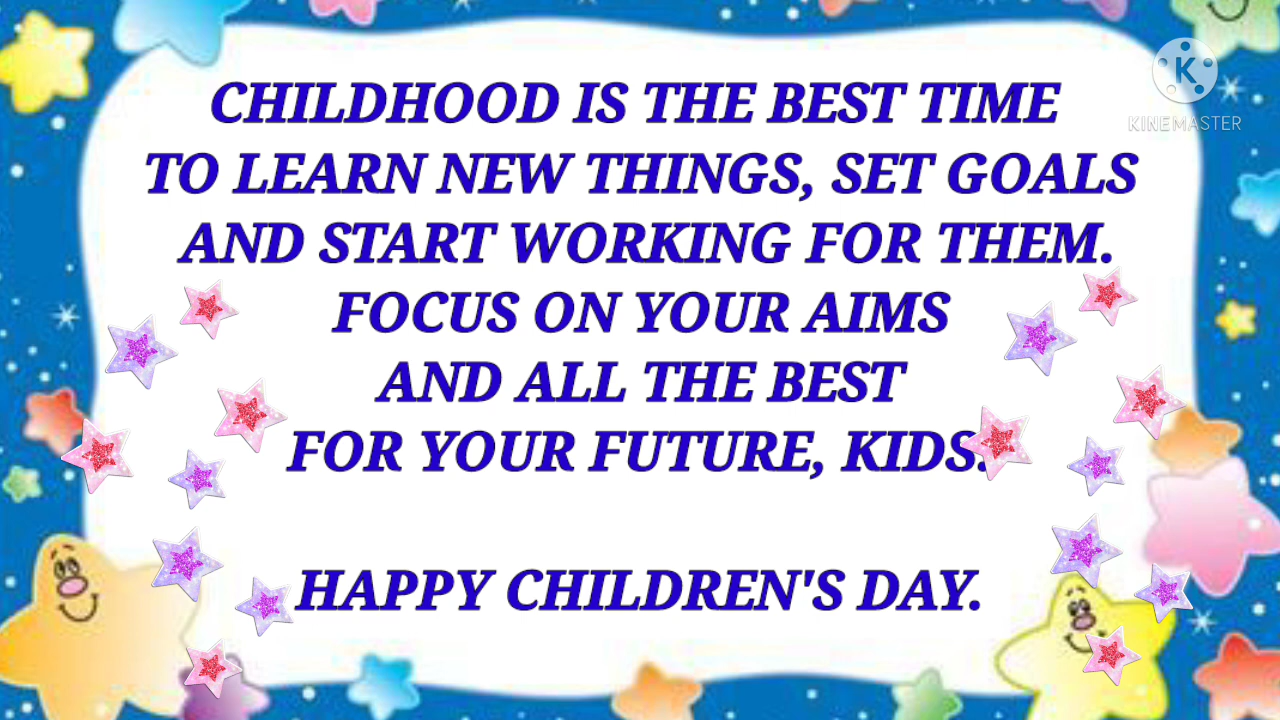 K
KINEMASTER
CHILDHOOD IS THE BEST TIME
TO LEARN NEW THINGS, SET GOALS
AND START WORKING FOR THEM.
FOCUS ON YOUR AIMS
AND ALL THE BEST
FOR YOUR FUTURE, KIDS.
HAPPY CHILDREN'S DAY.